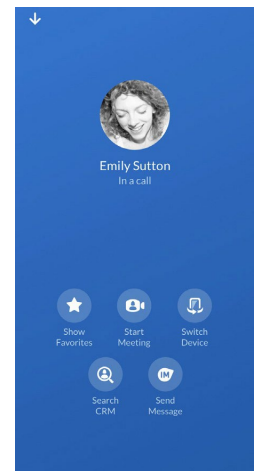 Emily Sutton
In a call
Show
Favorites
Start
Meeting
Switch
Device
IM
Search
CRM
Send
Message